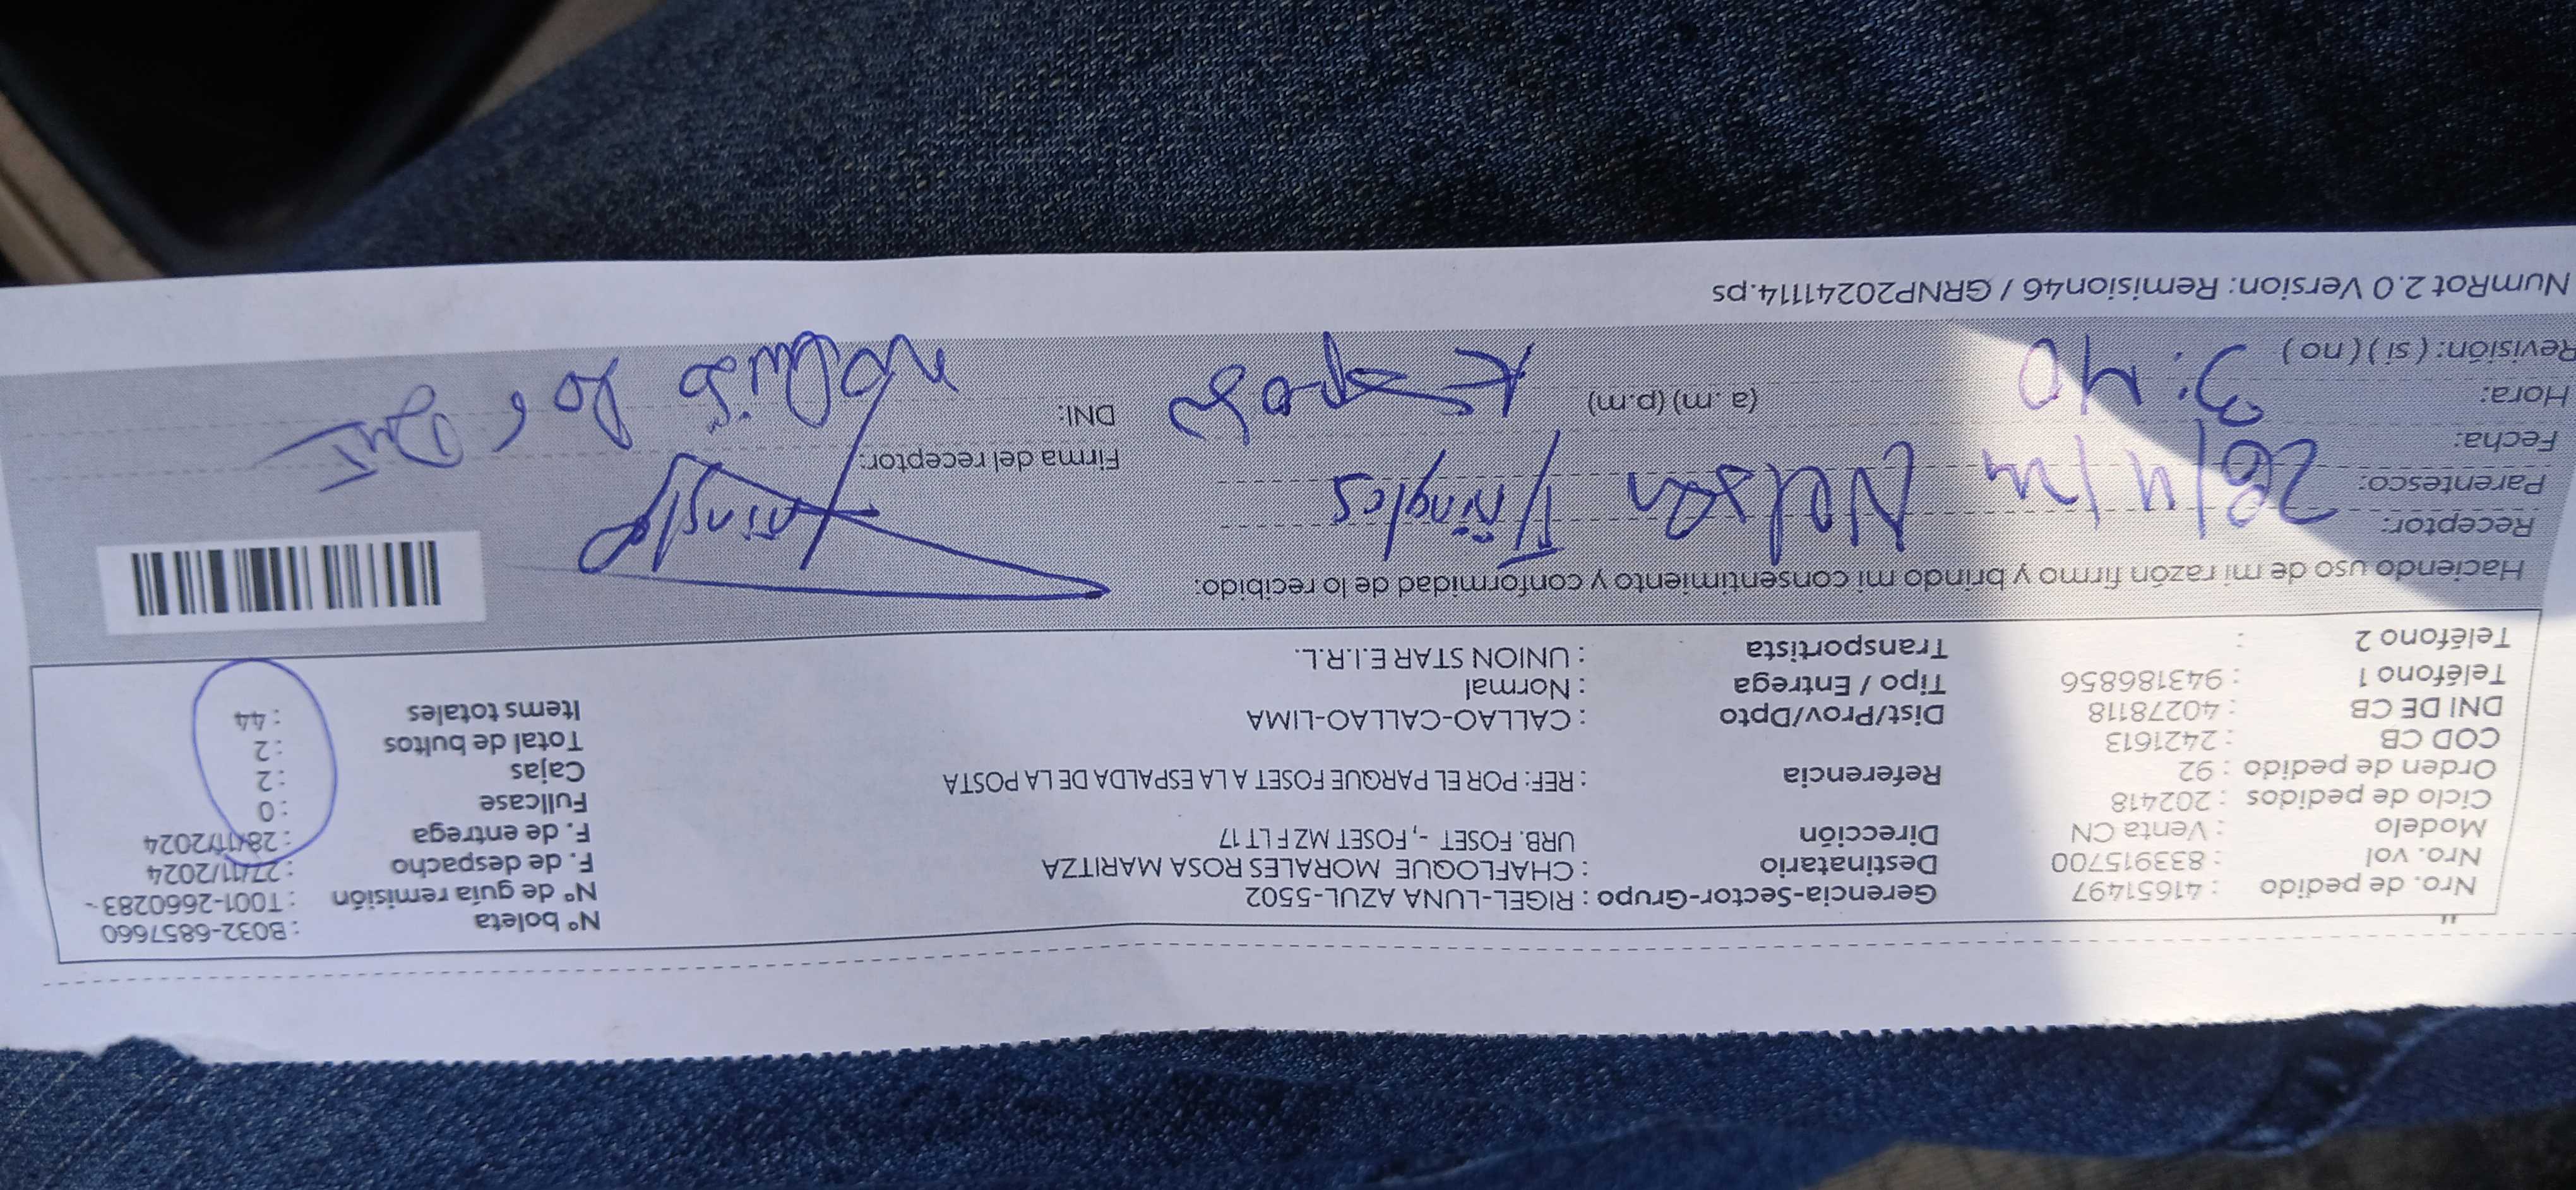 Nro. de pedido : 41651497 Gerencia-Sector-Grupo : RIGEL-LUNA AZUL-5502 N° boleta : B032-6857660
Nro. vol : 833915700 Destinatario : CHAFLOQUE MORALES ROSA MARITZA N° de guía remisión : T001-2660283
Modelo : Venta CN Dirección URB. FOSET -, FOSET MZ F LT 17 F. de despacho : 27/11/2024
Ciclo de pedidos : 202418 F. de entrega : 28/11/2024
Orden de pedido : 92 Referencia : REF: POR EL PARQUE FOSET A LA ESPALDA DE LA POSTA Fullcase : 0
COD CB : 2421613 Cajas : 2
DNI DE CB : 40278118 Dist/Prov/Dpto : CALLAO-CALLAO-LIMA Total de bultos : 2
Teléfono 1 : 943186856 Tipo / Entrega : Normal Items totales : 44
Teléfono 2 : Transportista : UNION STAR E.I.R.L.
Haciendo uso de mi razón firmo y brindo mi consentimiento y conformidad de lo recibido.
Receptor: Nelson
Parentesco:
Fecha: Firma del receptor:
Hora: 3:40 (a. m) (p.m) Esposo DNI:
Revisión: ( si ) ( no )
NumRot 2.0 Version: Remision46 / GRNP20241114.ps